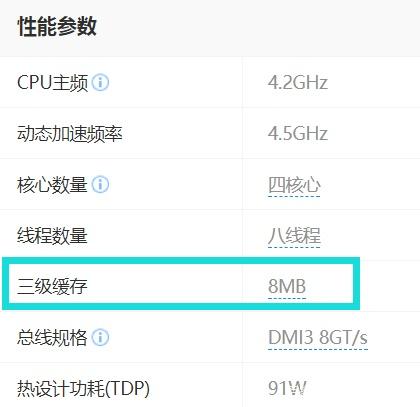 性能参数
CPU主频 4.2GHz
动态加速频率 4.5GHz
核心数量 四核心
线程数量 八线程
三级缓存 8MB
总线规格 DMI3 8GT/s
热设计功耗(TDP) 91W